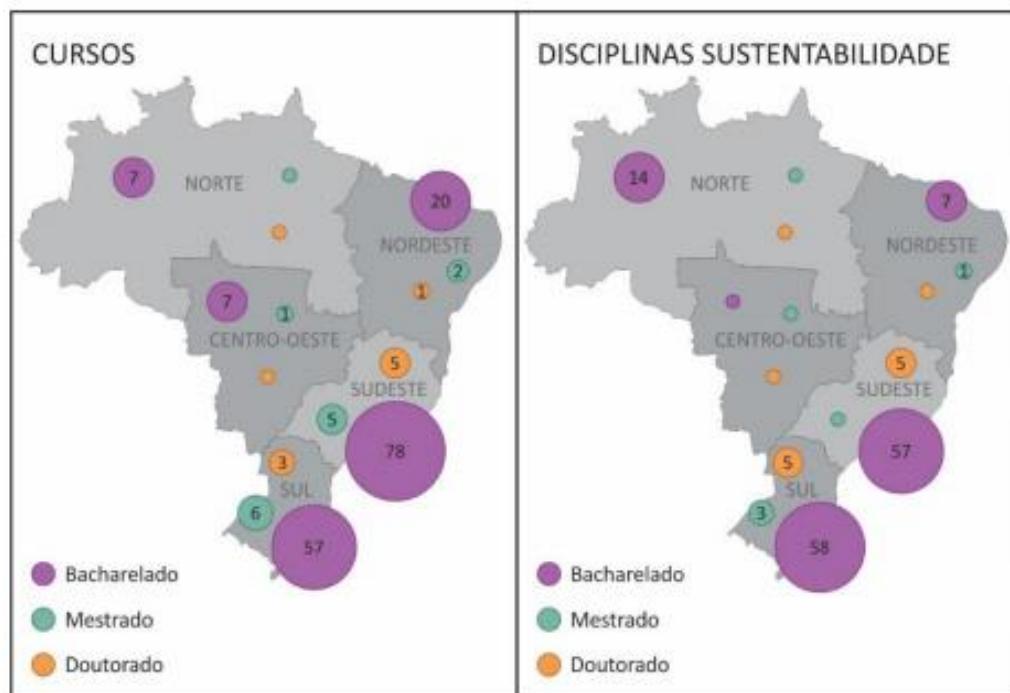 CURSOS
7
NORTE
20
NORDESTE
2
1
7
1
CENTRO-OESTE
5
SUDESTE
5
78
3
SUL
6
57
Bacharelado
Mestrado
Doutorado
DISCIPLINAS SUSTENTABILIDADE
14
NORTE
7
NORDESTE
1
CENTRO-OESTE
5
SUDESTE
57
5
SUL
3
58
Bacharelado
Mestrado
Doutorado